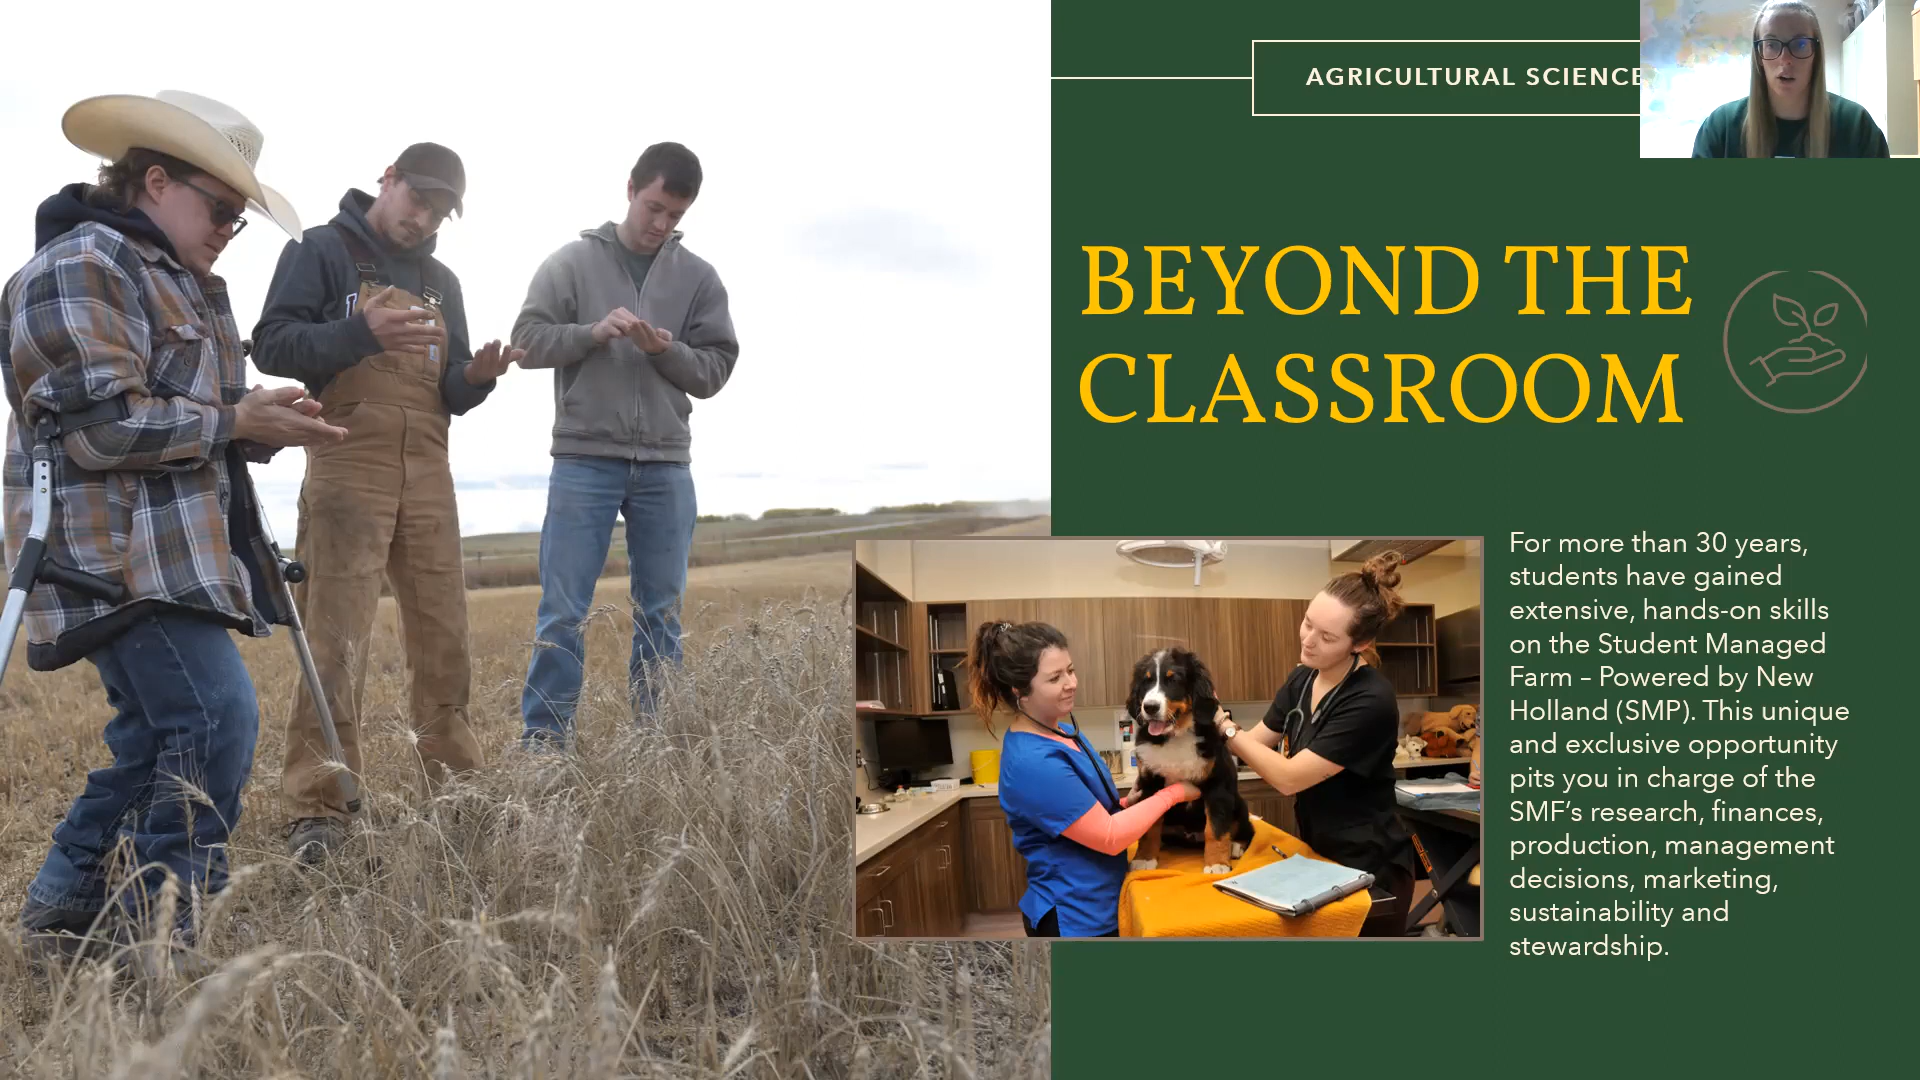 AGRICULTURAL SCIENCE
BEYOND THE
CLASSROOM
For more than 30 years,
students have gained
extensive, hands-on skills
on the Student Managed
Farm – Powered by New
Holland (SMP). This unique
and exclusive opportunity
pits you in charge of the
SMF’s research, finances,
production, management
decisions, marketing,
sustainability and
stewardship.